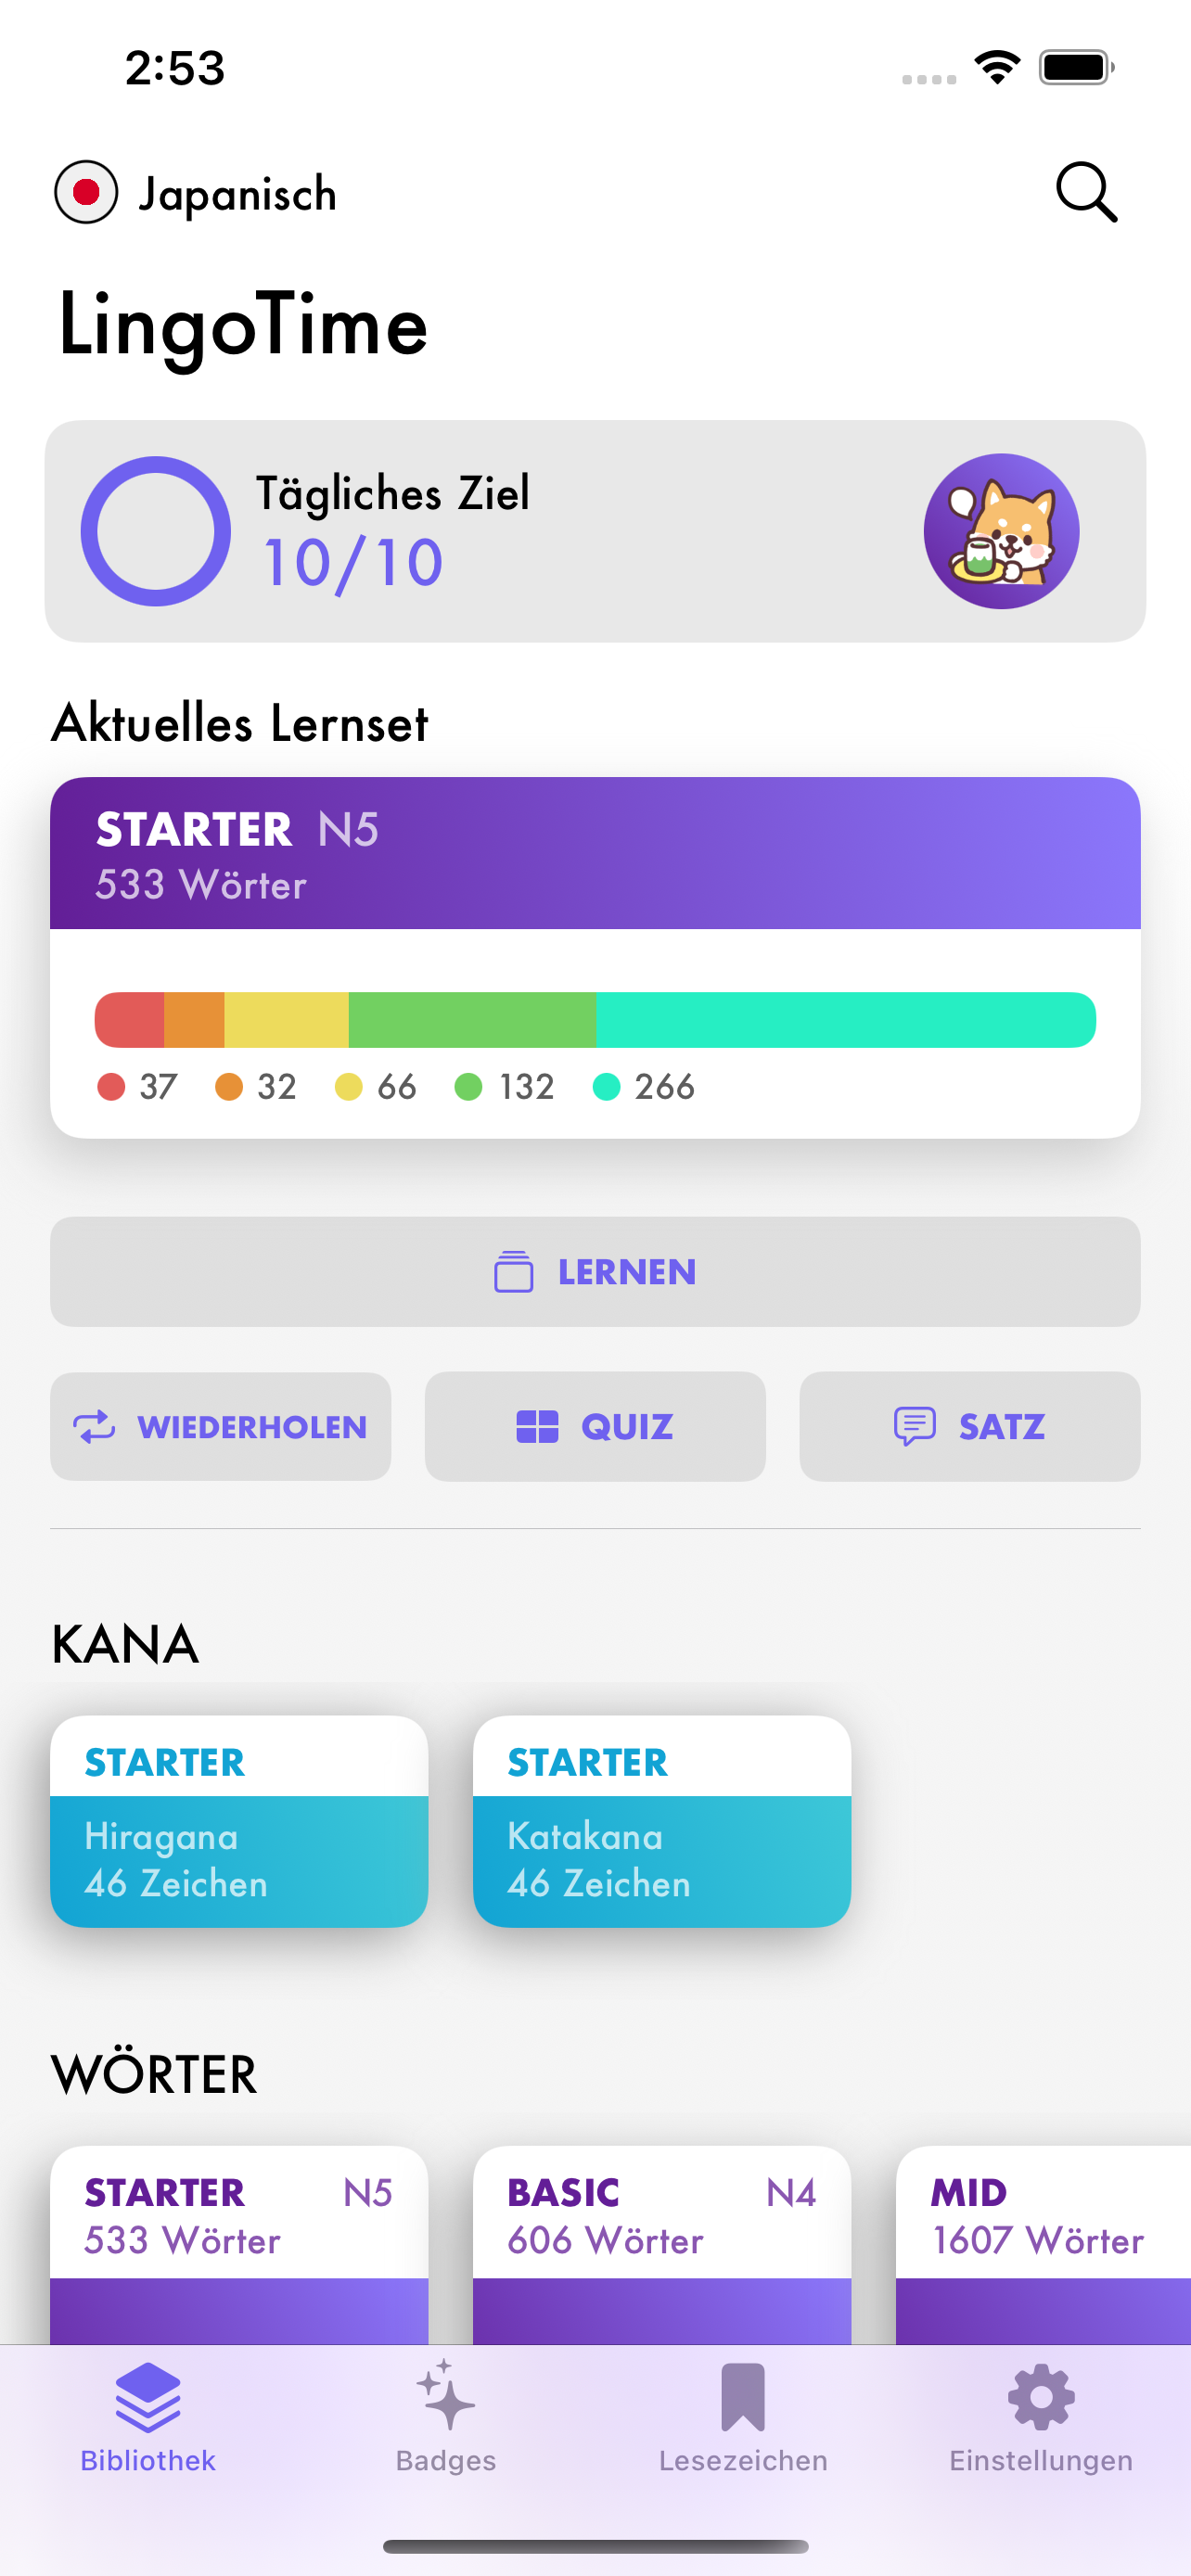 2:53
Japanisch
LingoTime
Tägliches Ziel
10/10
Aktuelles Lernset
STARTER N5
533 Wörter
37 32 66 132 266
LERNEN
WIEDERHOLEN QUIZ SATZ
KANA
STARTER
Hiragana
46 Zeichen
STARTER
Katakana
46 Zeichen
WÖRTER
STARTER N5
533 Wörter
BASIC N4
606 Wörter
MID
1607 Wörter
Bibliothek Badges Lesezeichen Einstellungen